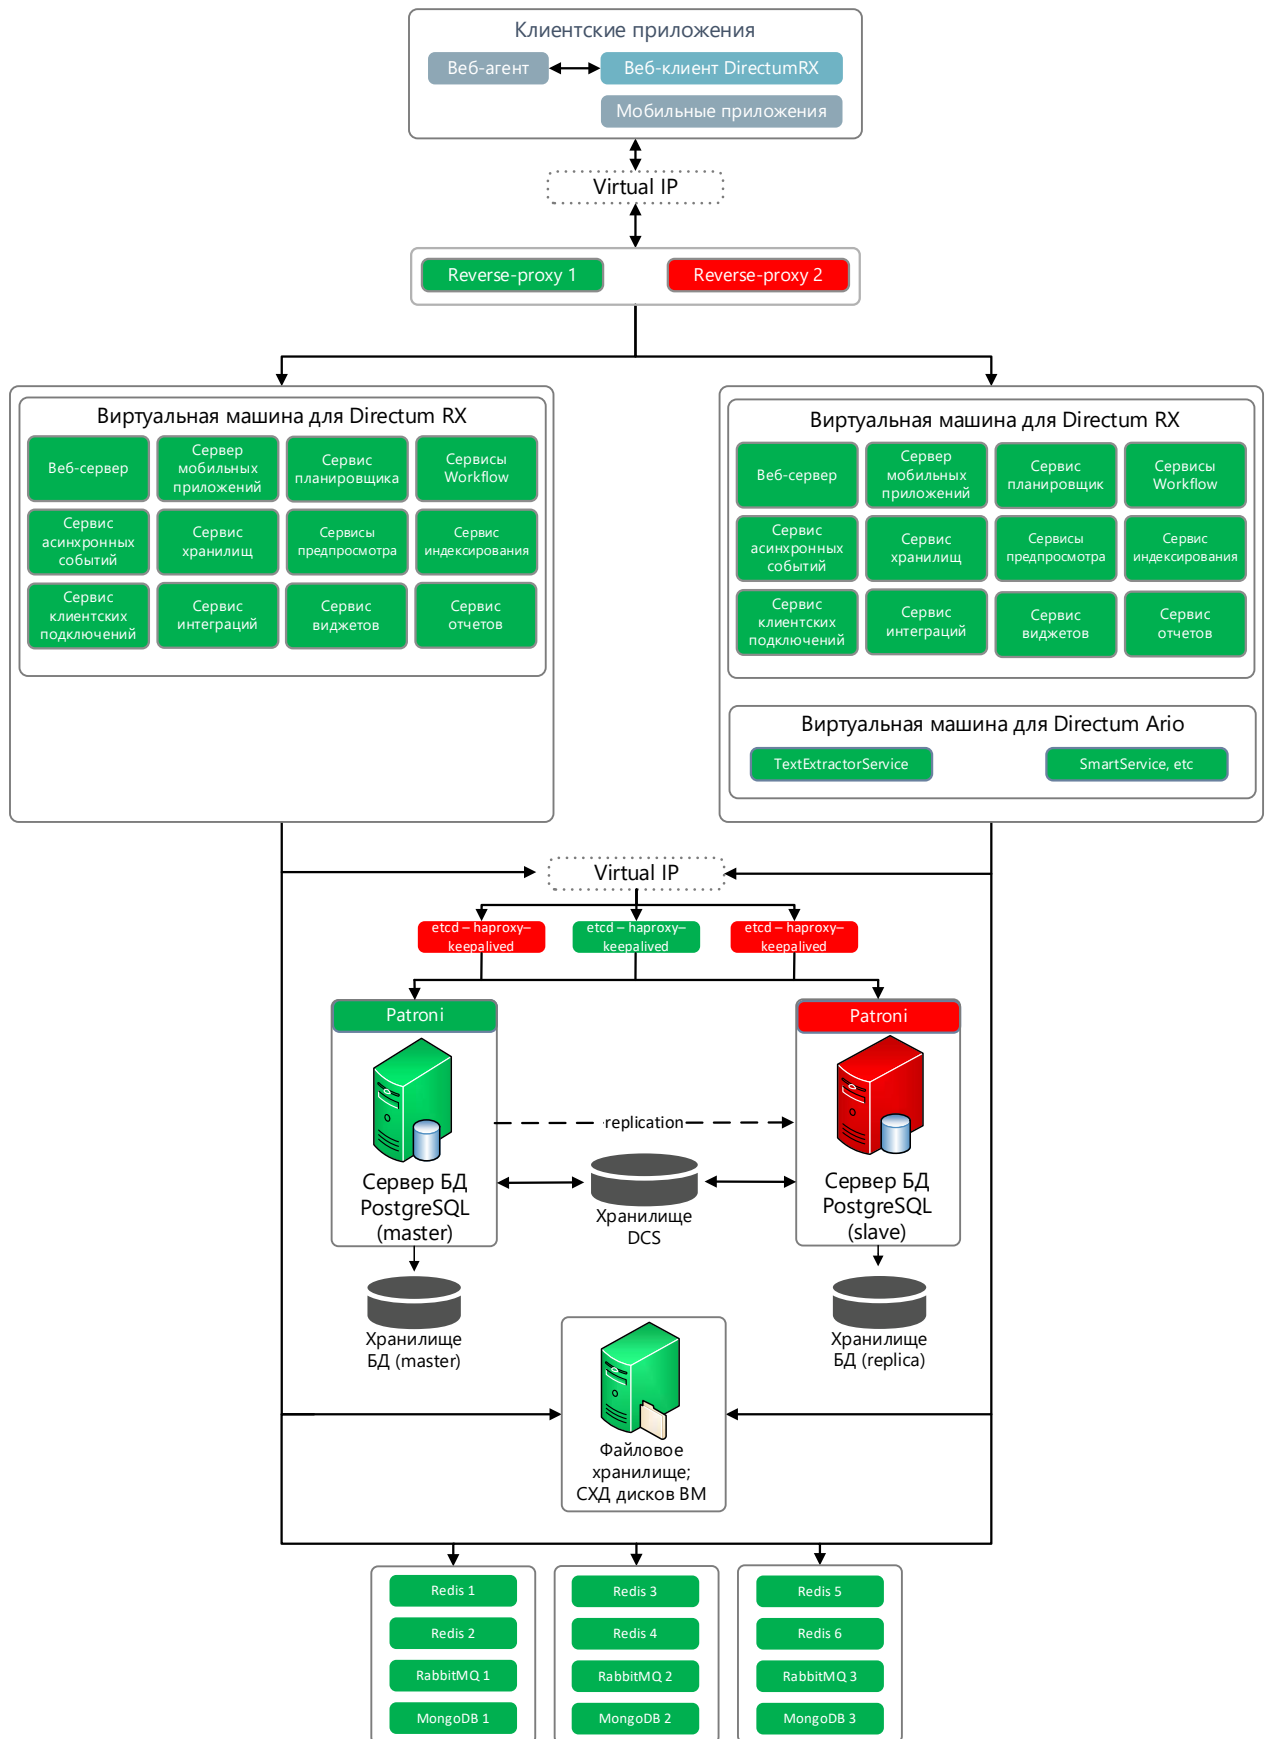 Клиентские приложения
Веб-агент
Веб-клиент DirectumRX
Мобильные приложения
Virtual IP
Reverse-proxy 1
Reverse-proxy 2
Виртуальная машина для Directum RX
Веб-сервер
Сервер
мобильных
приложений
Сервис
планировщика
Сервисы
Workflow
Сервис
асинхронных
событий
Сервис
хранилищ
Сервисы
предпросмотра
Сервис
индексирования
Сервис
клиентских
подключений
Сервис
интеграций
Сервис
виджетов
Сервис
отчетов
Виртуальная машина для Directum RX
Веб-сервер
Сервер
мобильных
приложений
Сервис
планировщик
Сервисы
Workflow
Сервис
асинхронных
событий
Сервис
хранилищ
Сервисы
предпросмотра
Сервис
индексирования
Сервис
клиентских
подключений
Сервис
интеграций
Сервис
виджетов
Сервис
отчетов
Виртуальная машина для Directum Ario
TextExtractorService
SmartService, etc
Virtual IP
etcd – haproxy–
keepalived
etcd – haproxy–
keepalived
etcd – haproxy–
keepalived
Patroni
Patroni
replication
Сервер БД
PostgreSQL
(master)
Хранилище
DCS
Сервер БД
PostgreSQL
(slave)
Хранилище
БД (master)
Хранилище
БД (replica)
Файловое
хранилище;
СХД дисков ВМ
Redis 1
Redis 2
RabbitMQ 1
MongoDB 1
Redis 3
Redis 4
RabbitMQ 2
MongoDB 2
Redis 5
Redis 6
RabbitMQ 3
MongoDB 3